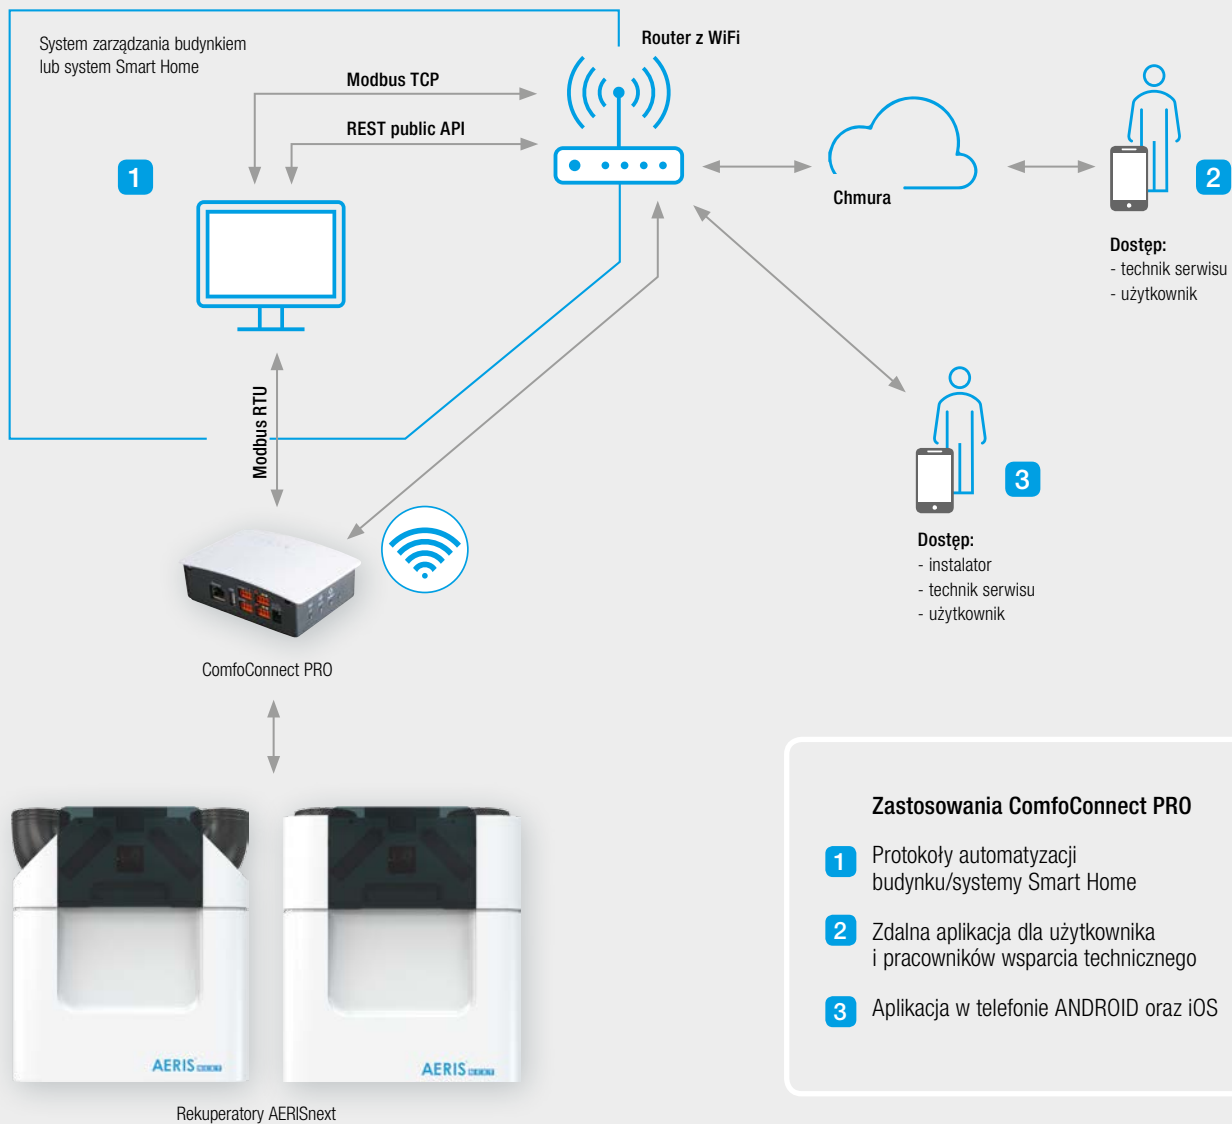 System zarządzania budynkiem
lub system Smart Home
Router z WiFi
Modbus TCP
REST public API
1
Chmura
2
Dostęp:
- technik serwisu
- użytkownik
Modbus RTU
3
Dostęp:
- instalator
- technik serwisu
- użytkownik
ComfoConnect PRO
Zastosowania ComfoConnect PRO
1 Protokoły automatyzacji
budynku/systemy Smart Home
2 Zdalna aplikacja dla użytkownika
i pracowników wsparcia technicznego
3 Aplikacja w telefonie ANDROID oraz iOS
AERIS NEXT
AERIS NEXT
Rekuperatory AERISnext